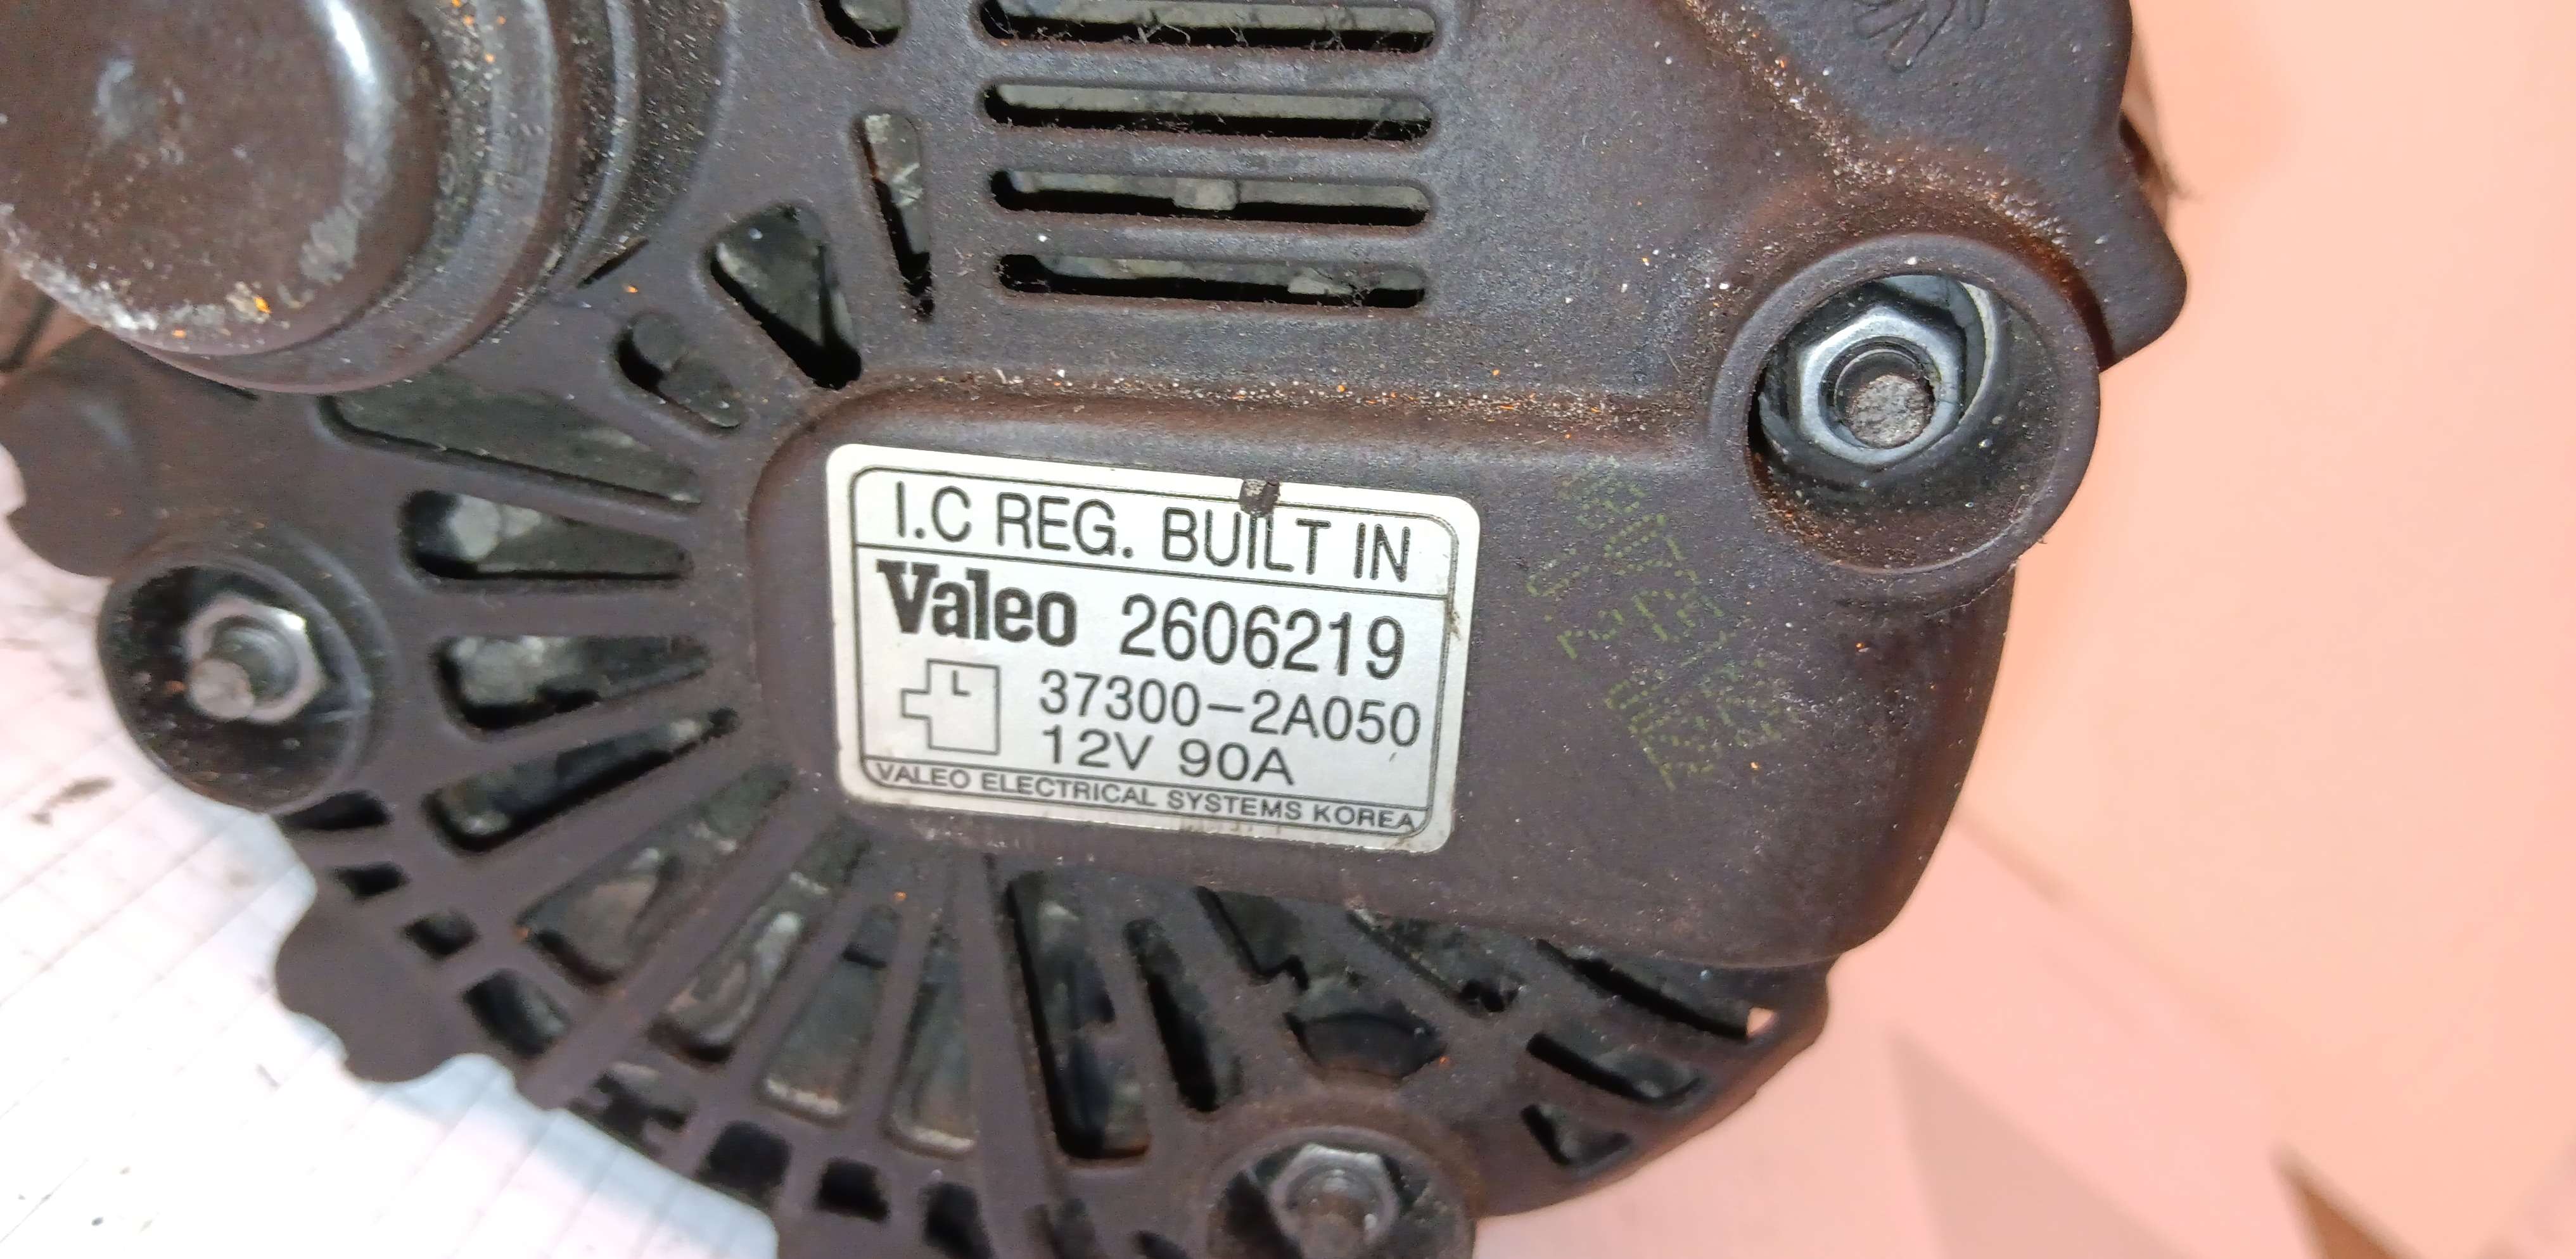 I.C REG. BUILT IN
Valeo 2606219
L
37300-2A050
12V 90A
VALEO ELECTRICAL SYSTEMS KOREA